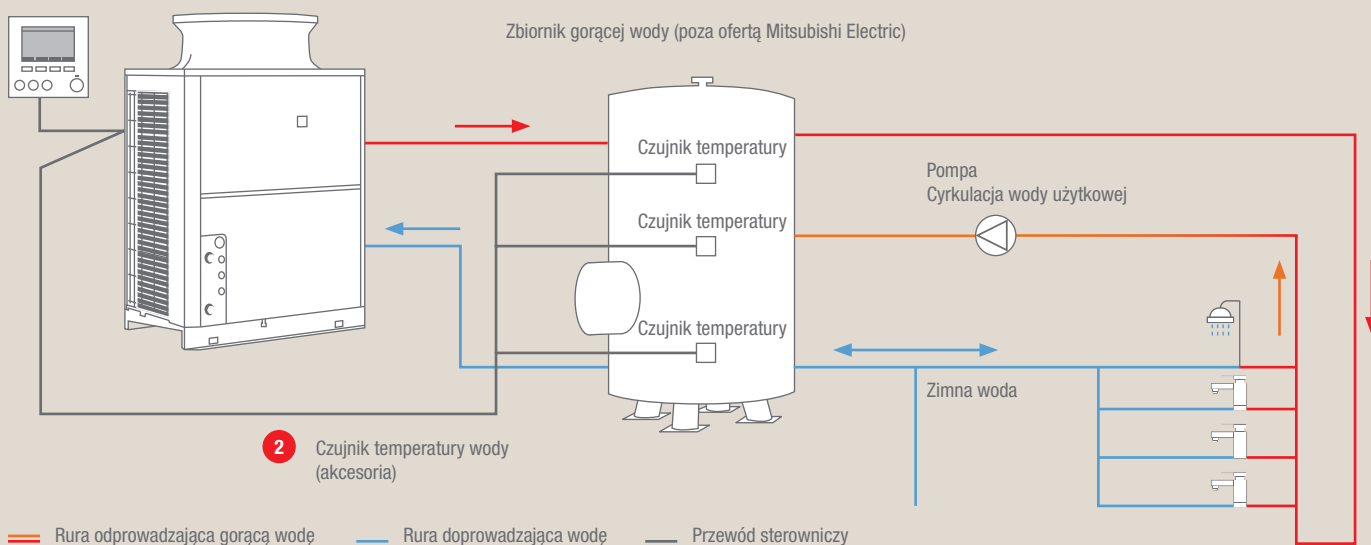 Zbiornik gorącej wody (poza ofertą Mitsubishi Electric)
Czujnik temperatury
Pompa
Cyrkulacja wody użytkowej
Czujnik temperatury
Czujnik temperatury
Zimna woda
2
Czujnik temperatury wody
(akcesoria)
Rura odprowadzająca gorącą wodę
Rura doprowadzająca wodę
Przewód sterowniczy